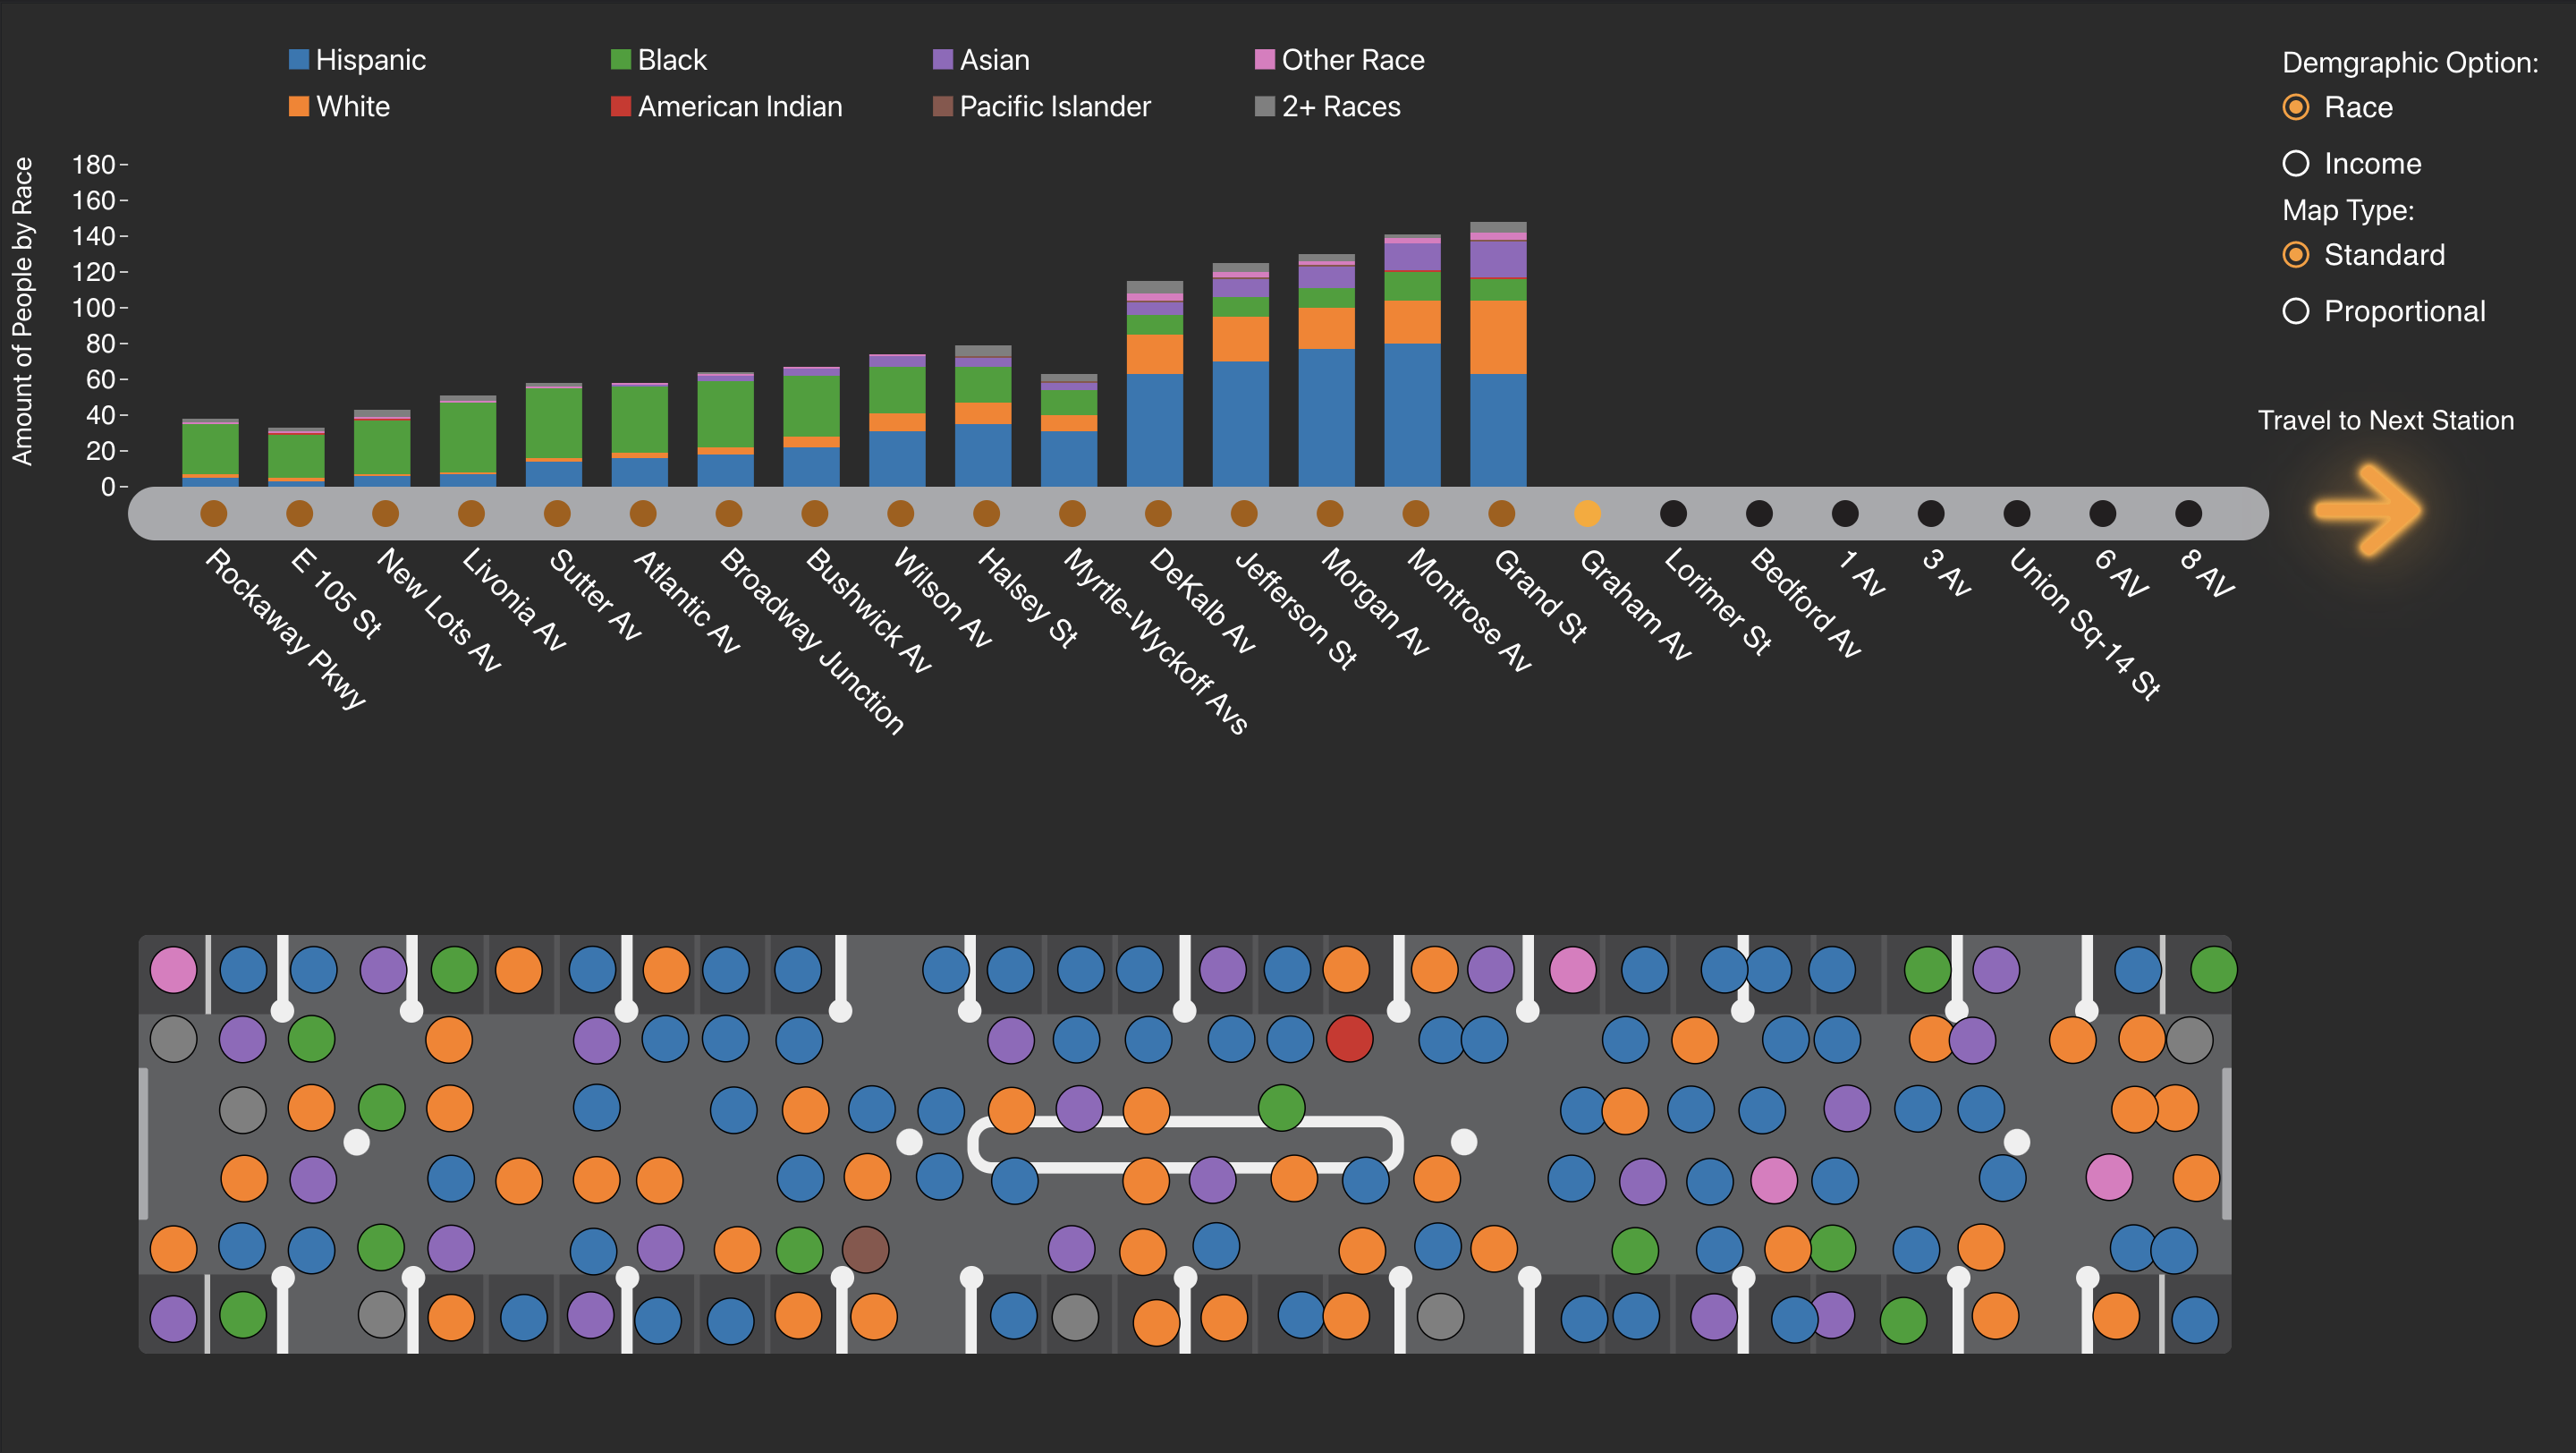 Hispanic
Black
Asian
Other Race
White
American Indian
Pacific Islander
2+ Races
Demgraphic Option:
Race
Income
Map Type:
Standard
Proportional
Travel to Next Station
Amount of People by Race
180
160
140
120
100
80
60
40
20
0
Rockaway Pkwy
E 105 St
New Lots Av
Livonia Av
Sutter Av
Atlantic Av
Broadway Junction
Bushwick Av
Wilson Av
Halsey St
Myrtle-Wyckoff Avs
DeKalb Av
Jefferson St
Morgan Av
Montrose Av
Grand St
Graham Av
Lorimer St
Bedford Av
1 Av
3 Av
Union Sq-14 St
6 AV
8 AV